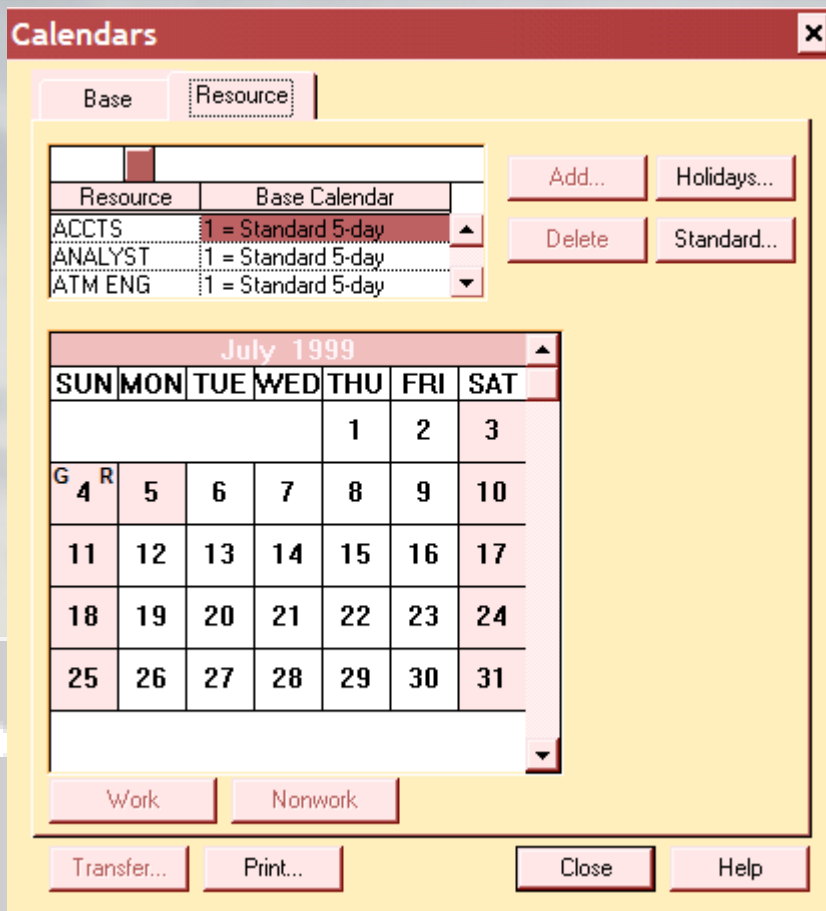 Calendars
Base Resource
Add... Holidays...
Resource Base Calendar
ACCTS 1 = Standard 5-day
Delete Standard...
ANALYST 1 = Standard 5-day
ATM ENG 1 = Standard 5-day
July 1999
SUN MON TUE WED THU FRI SAT
1 2 3
G 4 R 5 6 7 8 9 10
11 12 13 14 15 16 17
18 19 20 21 22 23 24
25 26 27 28 29 30 31
Work Nonwork
Transfer... Print... Close Help